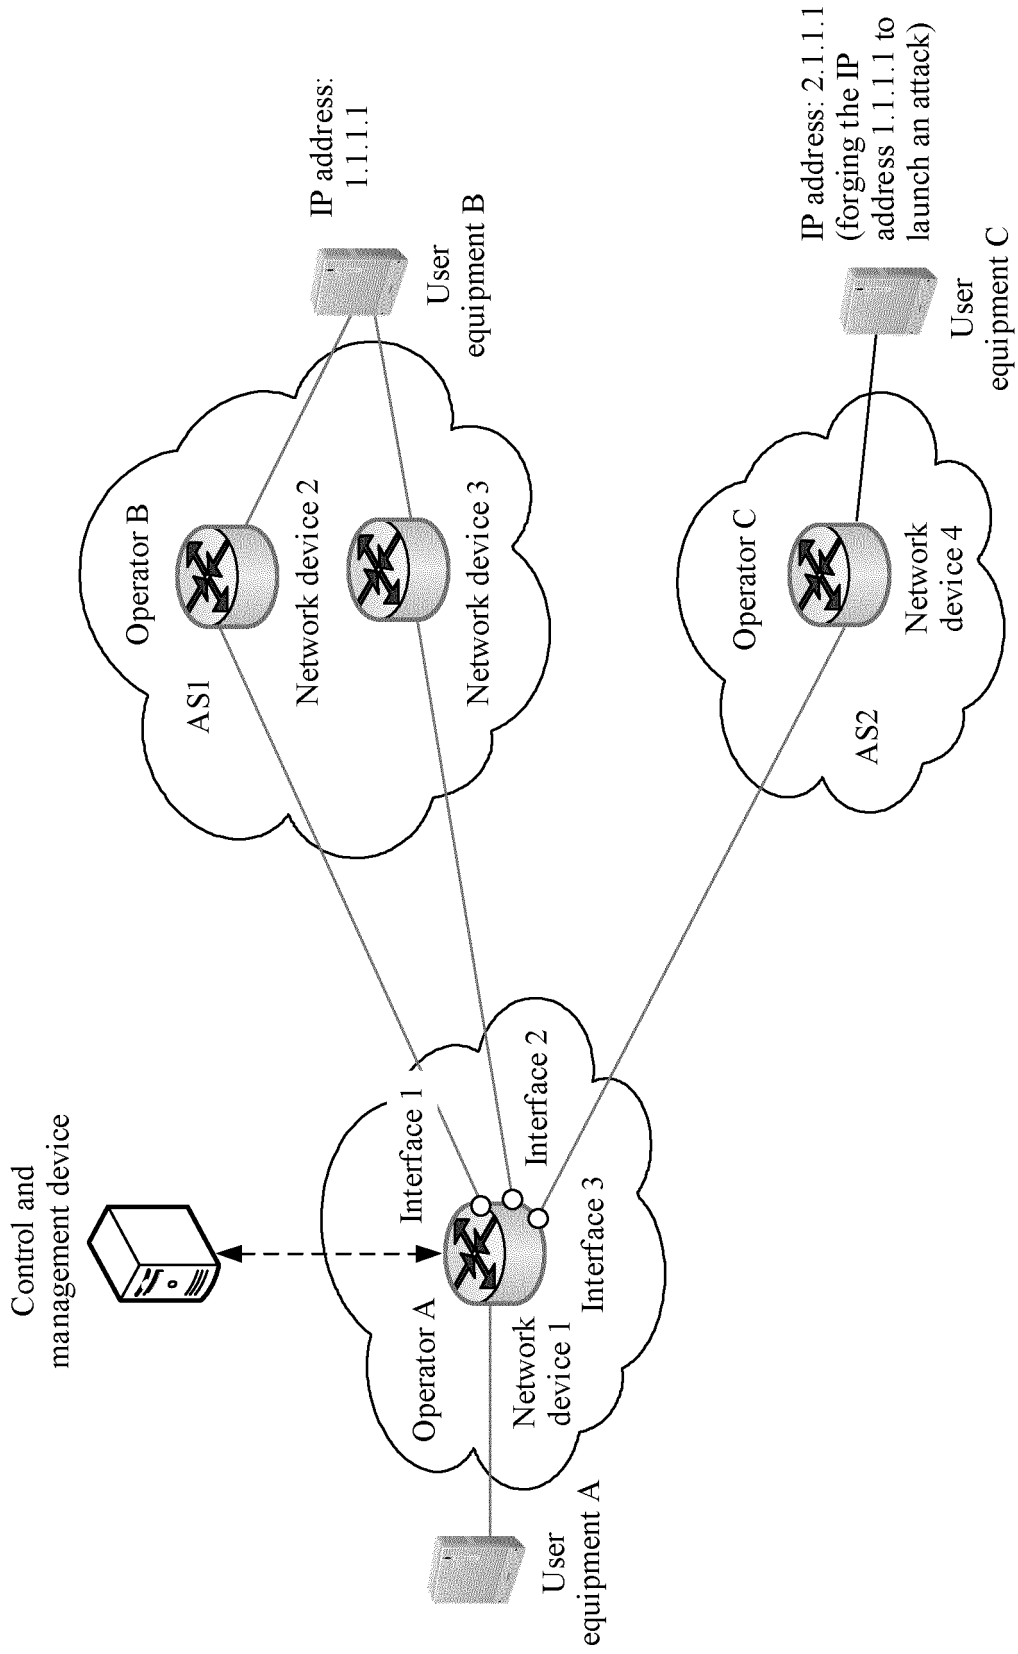 Control and
management device
Operator A
Interface 1
Interface 2
Interface 3
Network
device 1
User
equipment A
Operator B
AS1
Network device 2
Network device 3
IP address:
1.1.1.1
User
equipment B
Operator C
AS2
Network
device 4
IP address: 2.1.1.1
(forging the IP
address 1.1.1.1 to
launch an attack)
User
equipment C